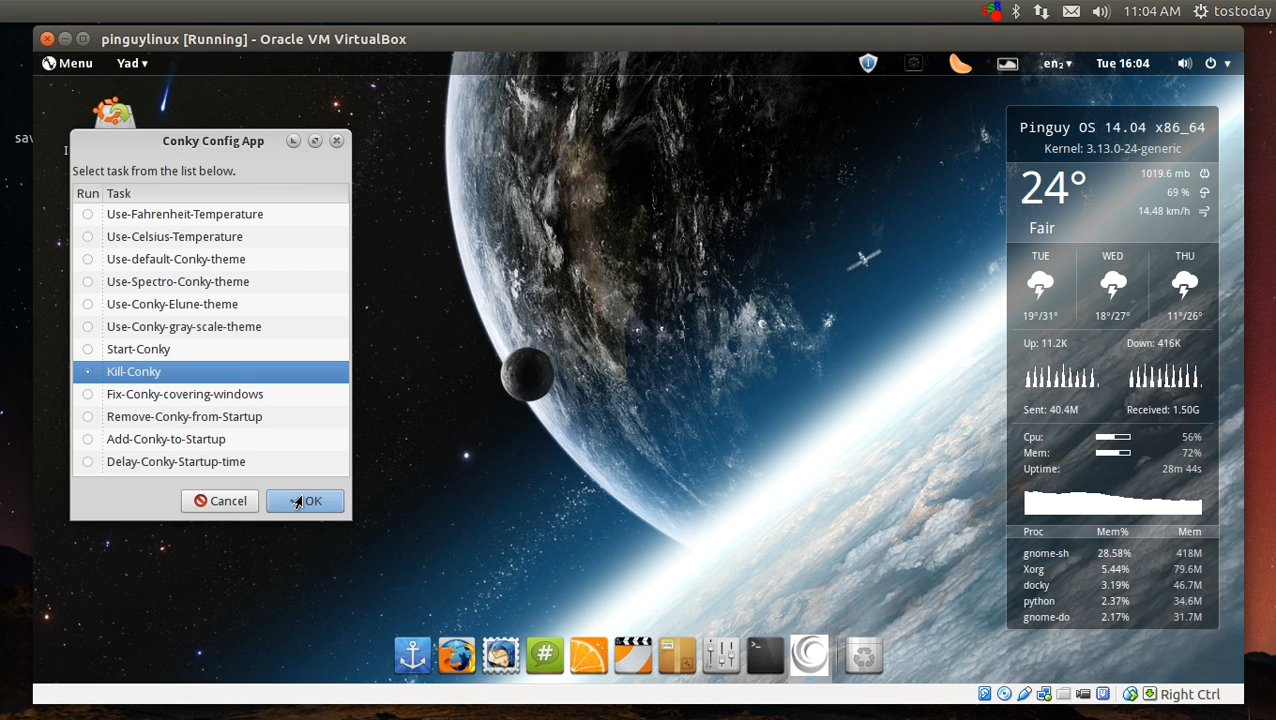 11:04 AM
tostoday
pinguylinux [Running] - Oracle VM VirtualBox
Menu
Yad
en₂
Tue 16:04
sav
Conky Config App
Select task from the list below.
Run Task
Use-Fahrenheit-Temperature
Use-Celsius-Temperature
Use-default-Conky-theme
Use-Spectro-Conky-theme
Use-Conky-Elune-theme
Use-Conky-gray-scale-theme
Start-Conky
Kill-Conky
Fix-Conky-covering-windows
Remove-Conky-from-Startup
Add-Conky-to-Startup
Delay-Conky-Startup-time
Cancel
OK
Pinguy OS 14.04 x86_64
Kernel: 3.13.0-24-generic
24°
Fair
1019.6 mb
69 %
14.48 km/h
TUE WED THU
19°/31° 18°/27° 11°/26°
Up: 11.2K Down: 416K
Sent: 40.4M Received: 1.50G
Cpu: 56%
Mem: 72%
Uptime: 28m 44s
Proc Mem% Mem
gnome-sh 28.58% 418M
Xorg 5.44% 79.6M
docky 3.19% 46.7M
python 2.37% 34.6M
gnome-do 2.17% 31.7M
Right Ctrl